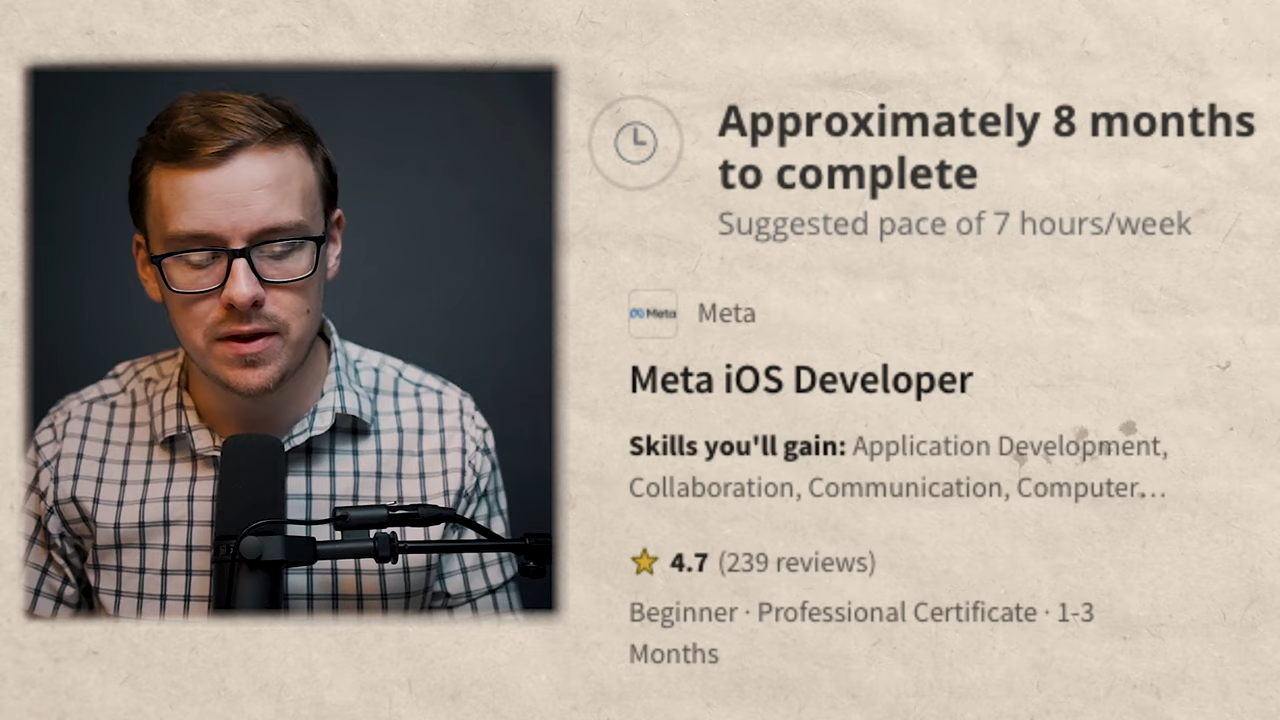 Approximately 8 months
to complete
Suggested pace of 7 hours/week
Meta Meta
Meta iOS Developer
Skills you'll gain: Application Development,
Collaboration, Communication, Computer...
4.7 (239 reviews)
Beginner · Professional Certificate · 1-3
Months